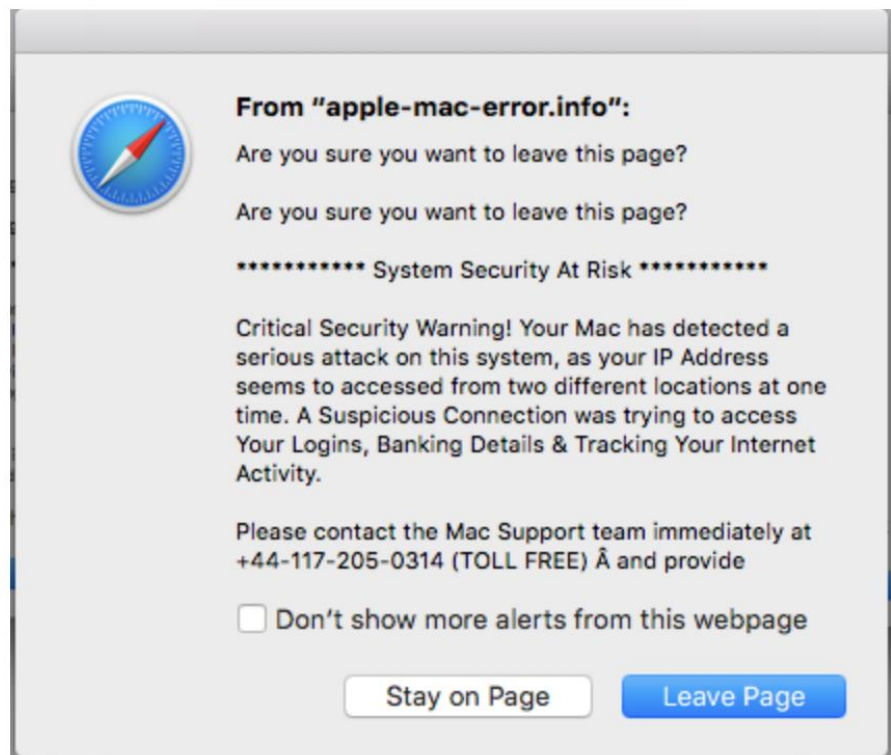 From “apple-mac-error.info”:
Are you sure you want to leave this page?
Are you sure you want to leave this page?
*********** System Security At Risk ***********
Critical Security Warning! Your Mac has detected a
serious attack on this system, as your IP Address
seems to accessed from two different locations at one
time. A Suspicious Connection was trying to access
Your Logins, Banking Details & Tracking Your Internet
Activity.
Please contact the Mac Support team immediately at
+44-117-205-0314 (TOLL FREE) Â and provide
Don't show more alerts from this webpage
Stay on Page
Leave Page